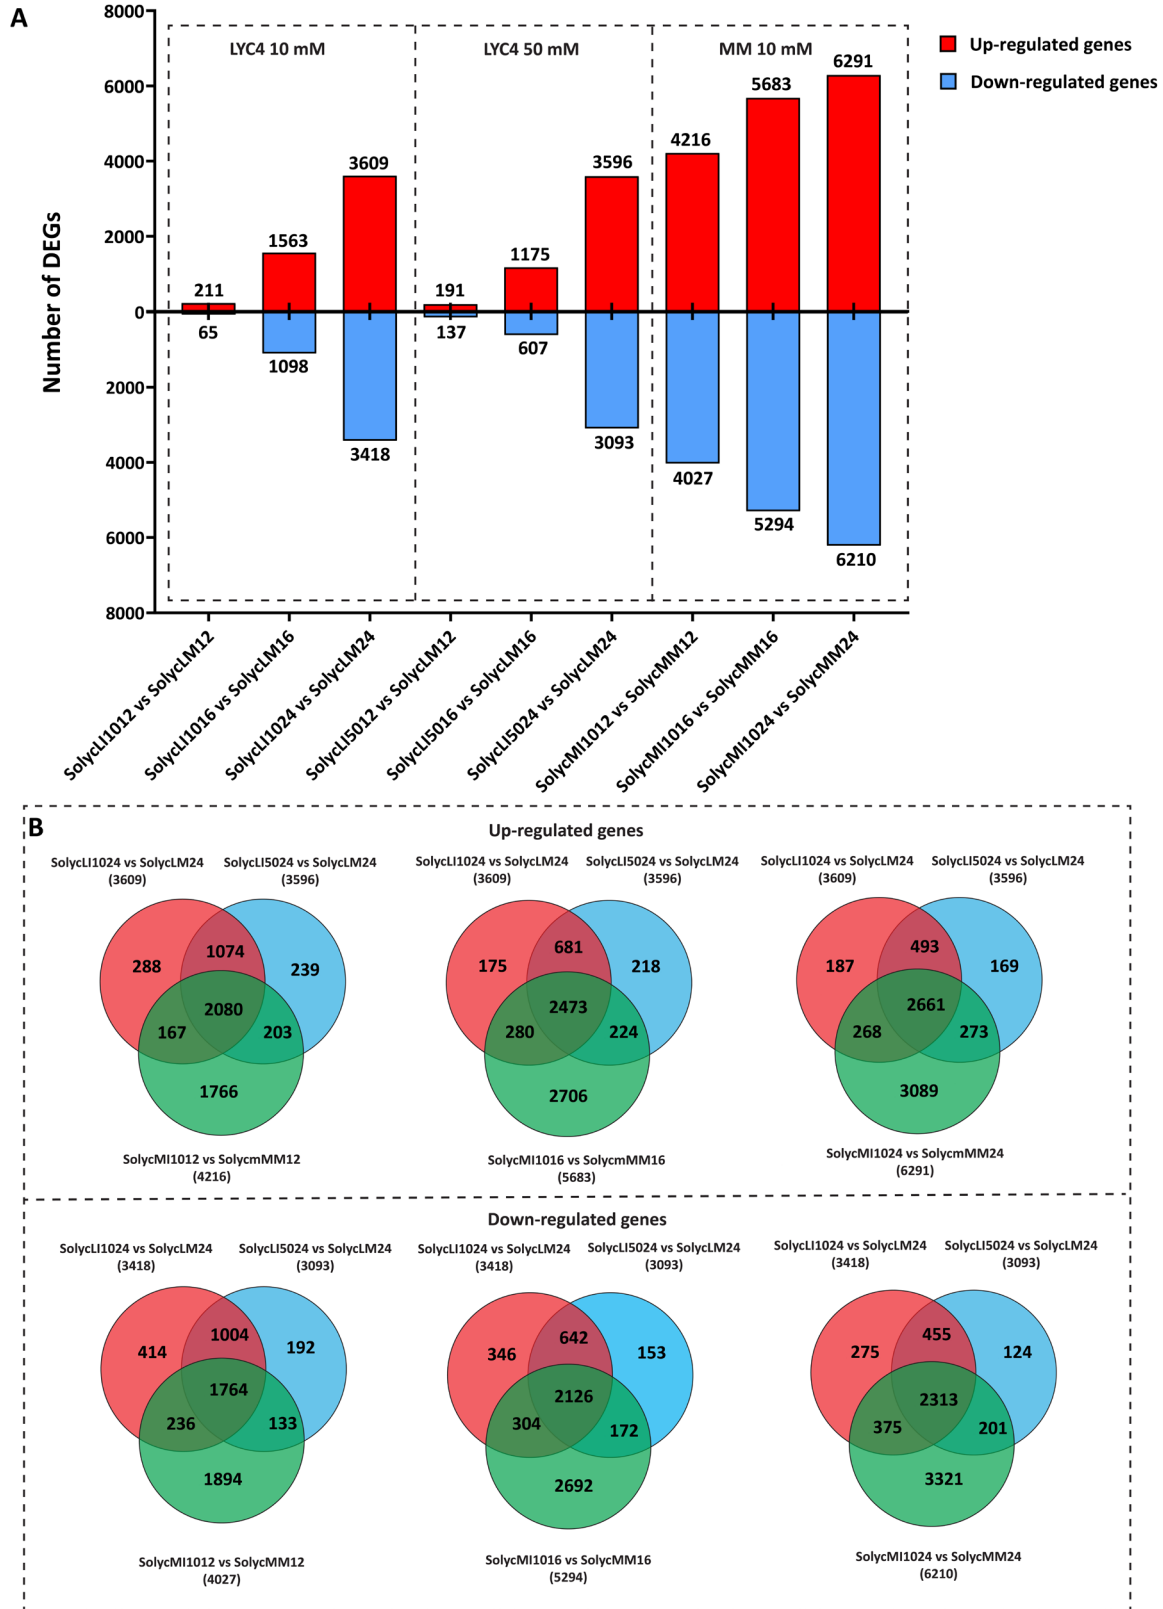 A
8000
6000
4000
2000
0
2000
4000
6000
8000
Number of DEGs
LYC4 10 mM
LYC4 50 mM
MM 10 mM
Up-regulated genes
Down-regulated genes
211
65
1563
1098
3609
3418
191
137
1175
607
3596
3093
4216
4027
5683
5294
6291
6210
SolycLI1012 vs SolycLM12
SolycLI1016 vs SolycLM16
SolycLI1024 vs SolycLM24
SolycLI5012 vs SolycLM12
SolycLI5016 vs SolycLM16
SolycLI5024 vs SolycLM24
SolycMI1012 vs SolycMM12
SolycMI1016 vs SolycMM16
SolycMI1024 vs SolycMM24
B
Up-regulated genes
SolycLI1024 vs SolycLM24
(3609)
SolycLI5024 vs SolycLM24
(3596)
288
1074
239
2080
167
203
1766
SolycMI1012 vs SolycmMM12
(4216)
SolycLI1024 vs SolycLM24
(3609)
SolycLI5024 vs SolycLM24
(3596)
175
681
218
2473
280
224
2706
SolycMI1016 vs SolycmMM16
(5683)
SolycLI1024 vs SolycLM24
(3609)
SolycLI5024 vs SolycLM24
(3596)
187
493
169
2661
268
273
3089
SolycMI1024 vs SolycmMM24
(6291)
Down-regulated genes
SolycLI1024 vs SolycLM24
(3418)
SolycLI5024 vs SolycLM24
(3093)
414
1004
192
1764
236
133
1894
SolycMI1012 vs SolycMM12
(4027)
SolycLI1024 vs SolycLM24
(3418)
SolycLI5024 vs SolycLM24
(3093)
346
642
153
2126
304
172
2692
SolycMI1016 vs SolycMM16
(5294)
SolycLI1024 vs SolycLM24
(3418)
SolycLI5024 vs SolycLM24
(3093)
275
455
124
2313
375
201
3321
SolycMI1024 vs SolycMM24
(6210)